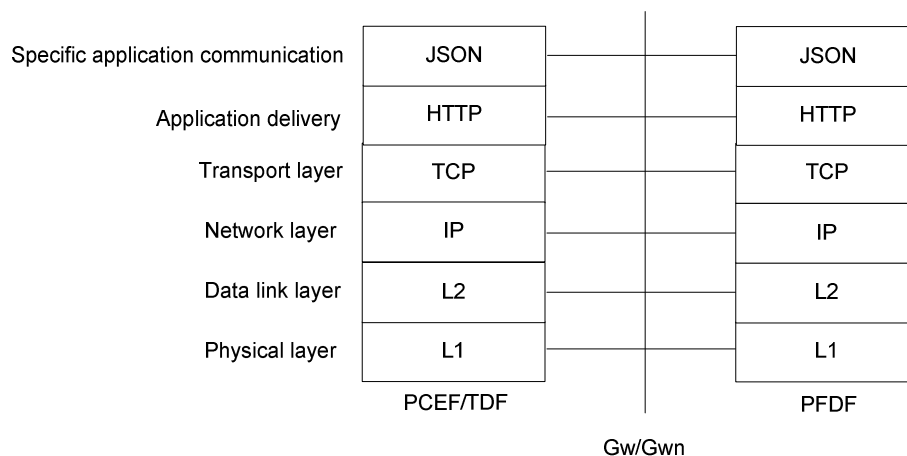 Specific application communication JSON JSON
Application delivery HTTP HTTP
Transport layer TCP TCP
Network layer IP IP
Data link layer L2 L2
Physical layer L1 L1
PCEF/TDF PFDF
Gw/Gwn